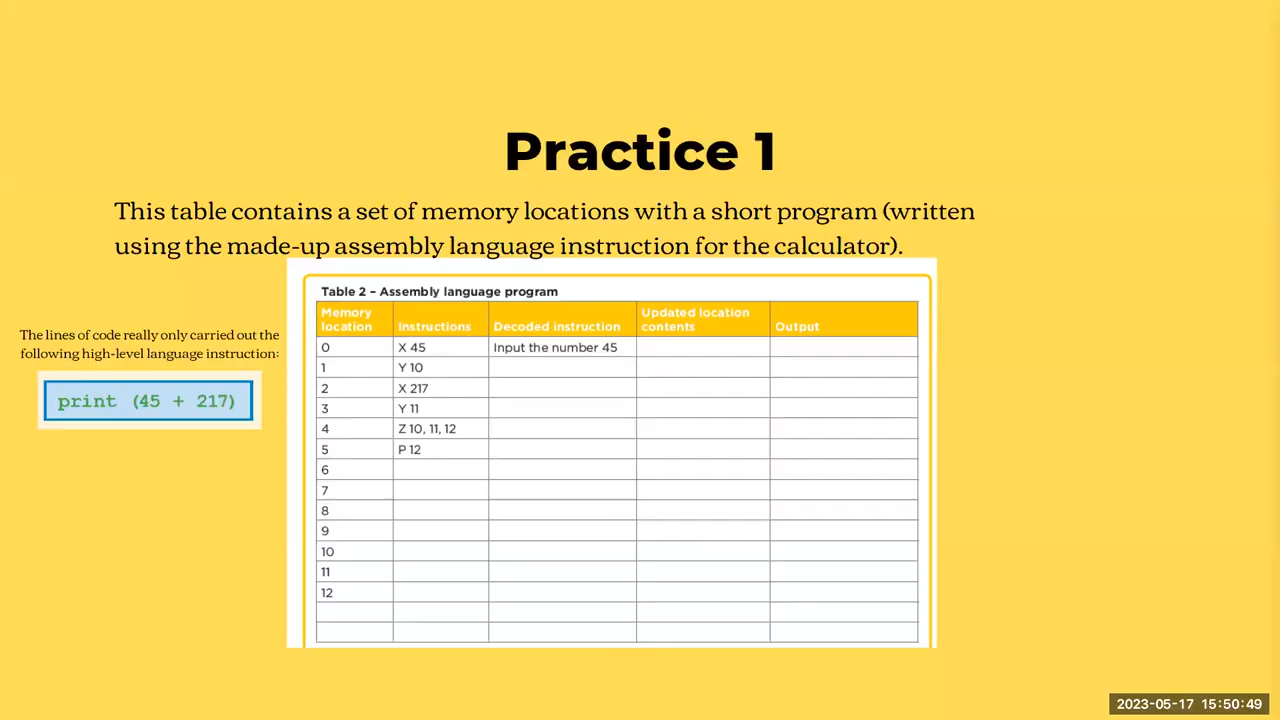 Practice 1
This table contains a set of memory locations with a short program (written
using the made-up assembly language instruction for the calculator).
The lines of code really only carried out the
following high-level language instruction:
print (45 + 217)
Table 2 – Assembly language program
Memory location Instructions Decoded instruction Updated location contents Output
0 X 45 Input the number 45
1 Y 10
2 X 217
3 Y 11
4 Z 10, 11, 12
5 P 12
6
7
8
9
10
11
12
2023-05-17 15:50:49